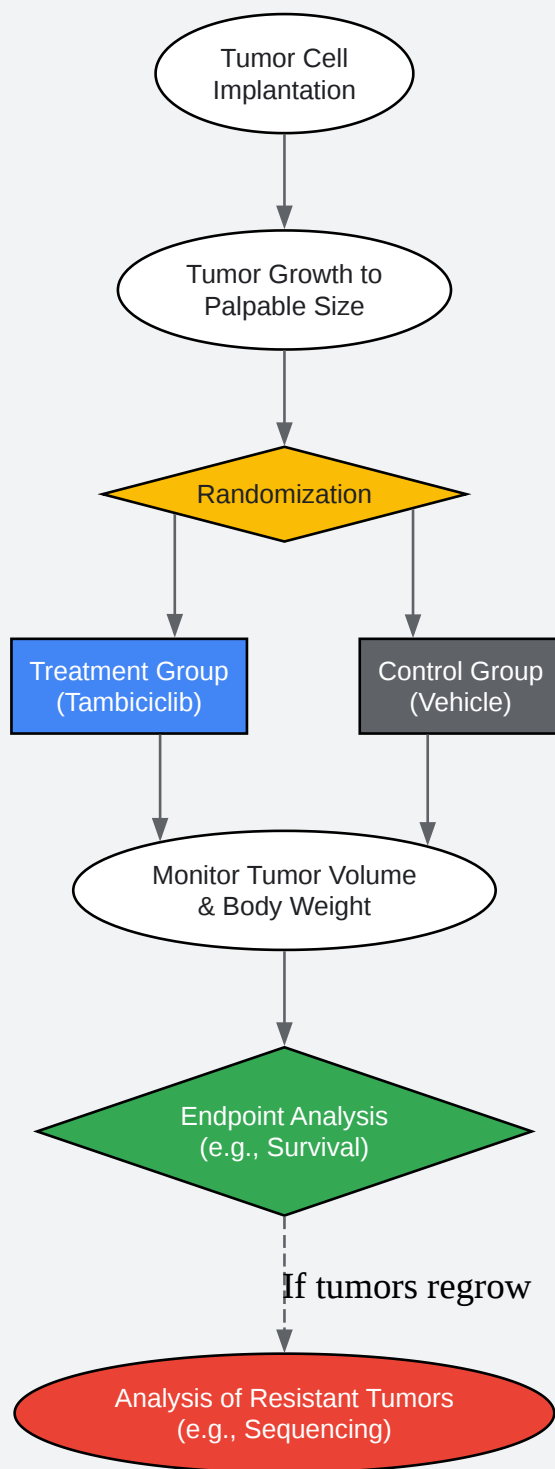 Tumor Cell
Implantation
Tumor Growth to
Palpable Size
Randomization
Treatment Group
(Tambiciclib)
Control Group
(Vehicle)
Monitor Tumor Volume
& Body Weight
Endpoint Analysis
(e.g., Survival)
If tumors regrow
Analysis of Resistant Tumors
(e.g., Sequencing)